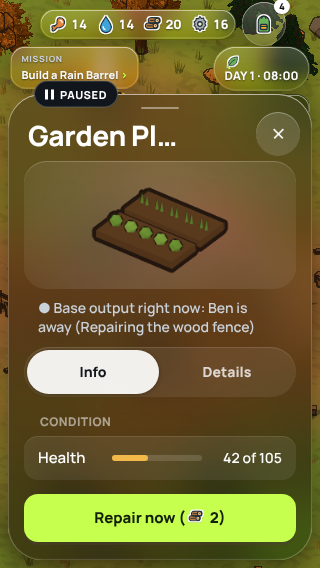 14 14 20 16 4
MISSION
Build a Rain Barrel ›
DAY 1 · 08:00
PAUSED
Garden Pl...
Base output right now: Ben is
away (Repairing the wood fence)
Info Details
CONDITION
Health 42 of 105
Repair now ( 2)